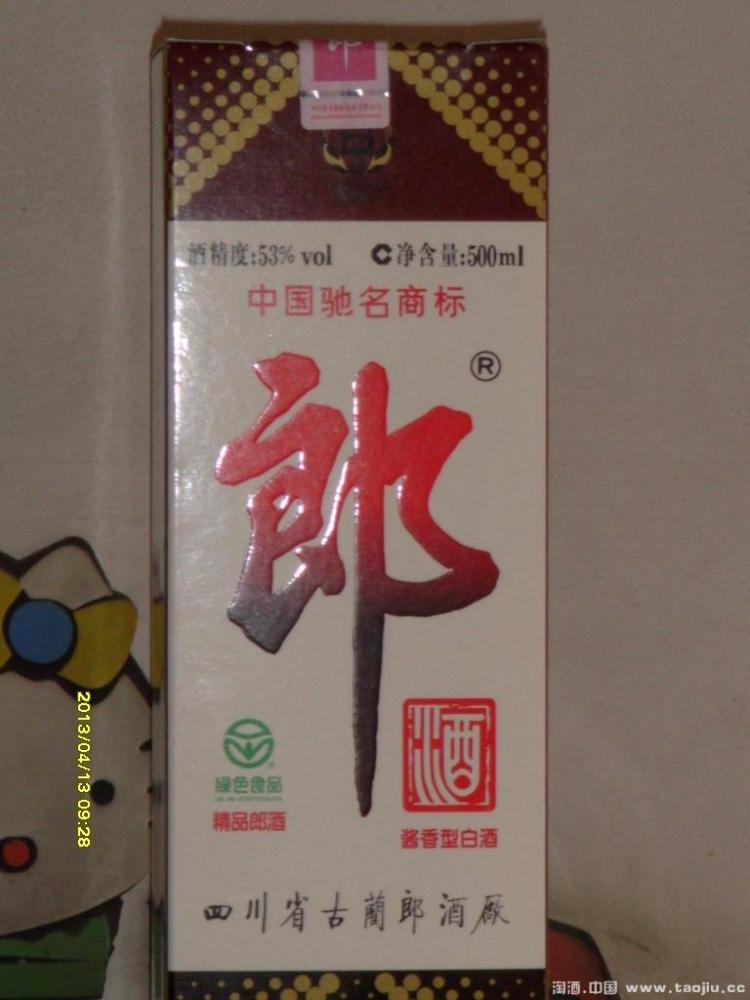 酒精度:53% vol C净含量:500ml
中国驰名商标
郎®
酒
绿色食品
精品郎酒
酱香型白酒
四川省古蔺郎酒厰
2013/04/13 09:28
淘酒.中国 www.taojiu.cc